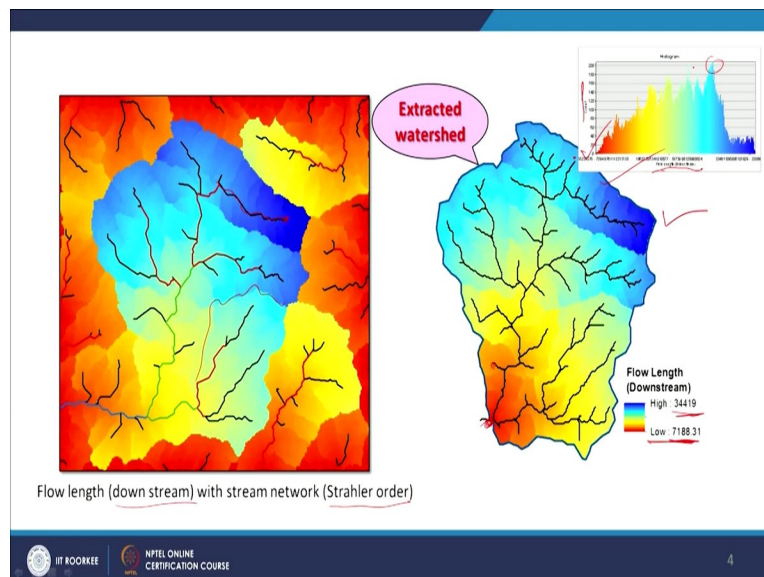 Histogram
Extracted
watershed
Flow Length
(Downstream)
High : 34419
Low : 7188.31
Flow length (down stream) with stream network (Strahler order)
IIT ROORKEE
NPTEL ONLINE
CERTIFICATION COURSE
4